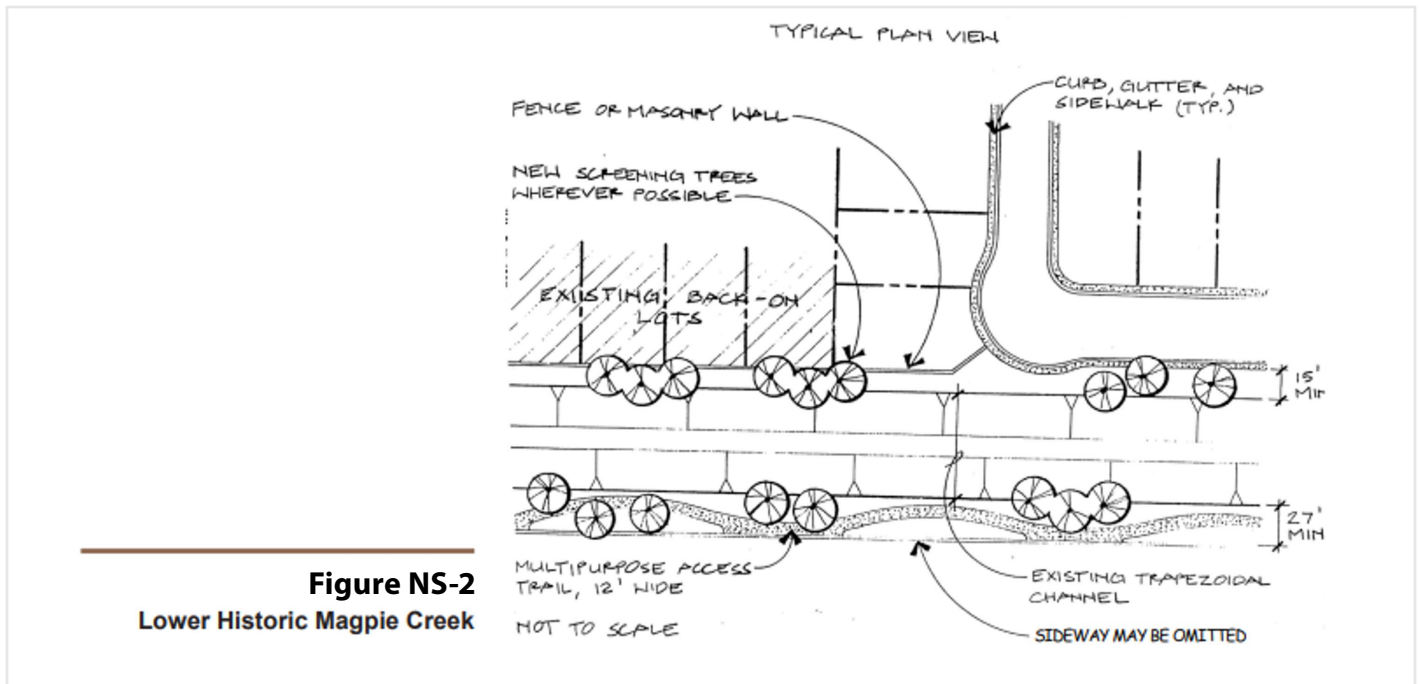 TYPICAL PLAN VIEW
FENCE OR MASONRY WALL
CURB, GUTTER, AND
SIDEWALK (TYP.)
NEW SCREENING TREES
WHEREVER POSSIBLE
EXIISTING BACK-ON
LOTS
15'
MIN
27'
MIN
MULTIPURPOSE ACCESS
TRAIL, 12' WIDE
NOT TO SCALE
EXISTING TRAPEZOIDAL
CHANNEL
SIDEWAY MAY BE OMITTED
Figure NS-2
Lower Historic Magpie Creek